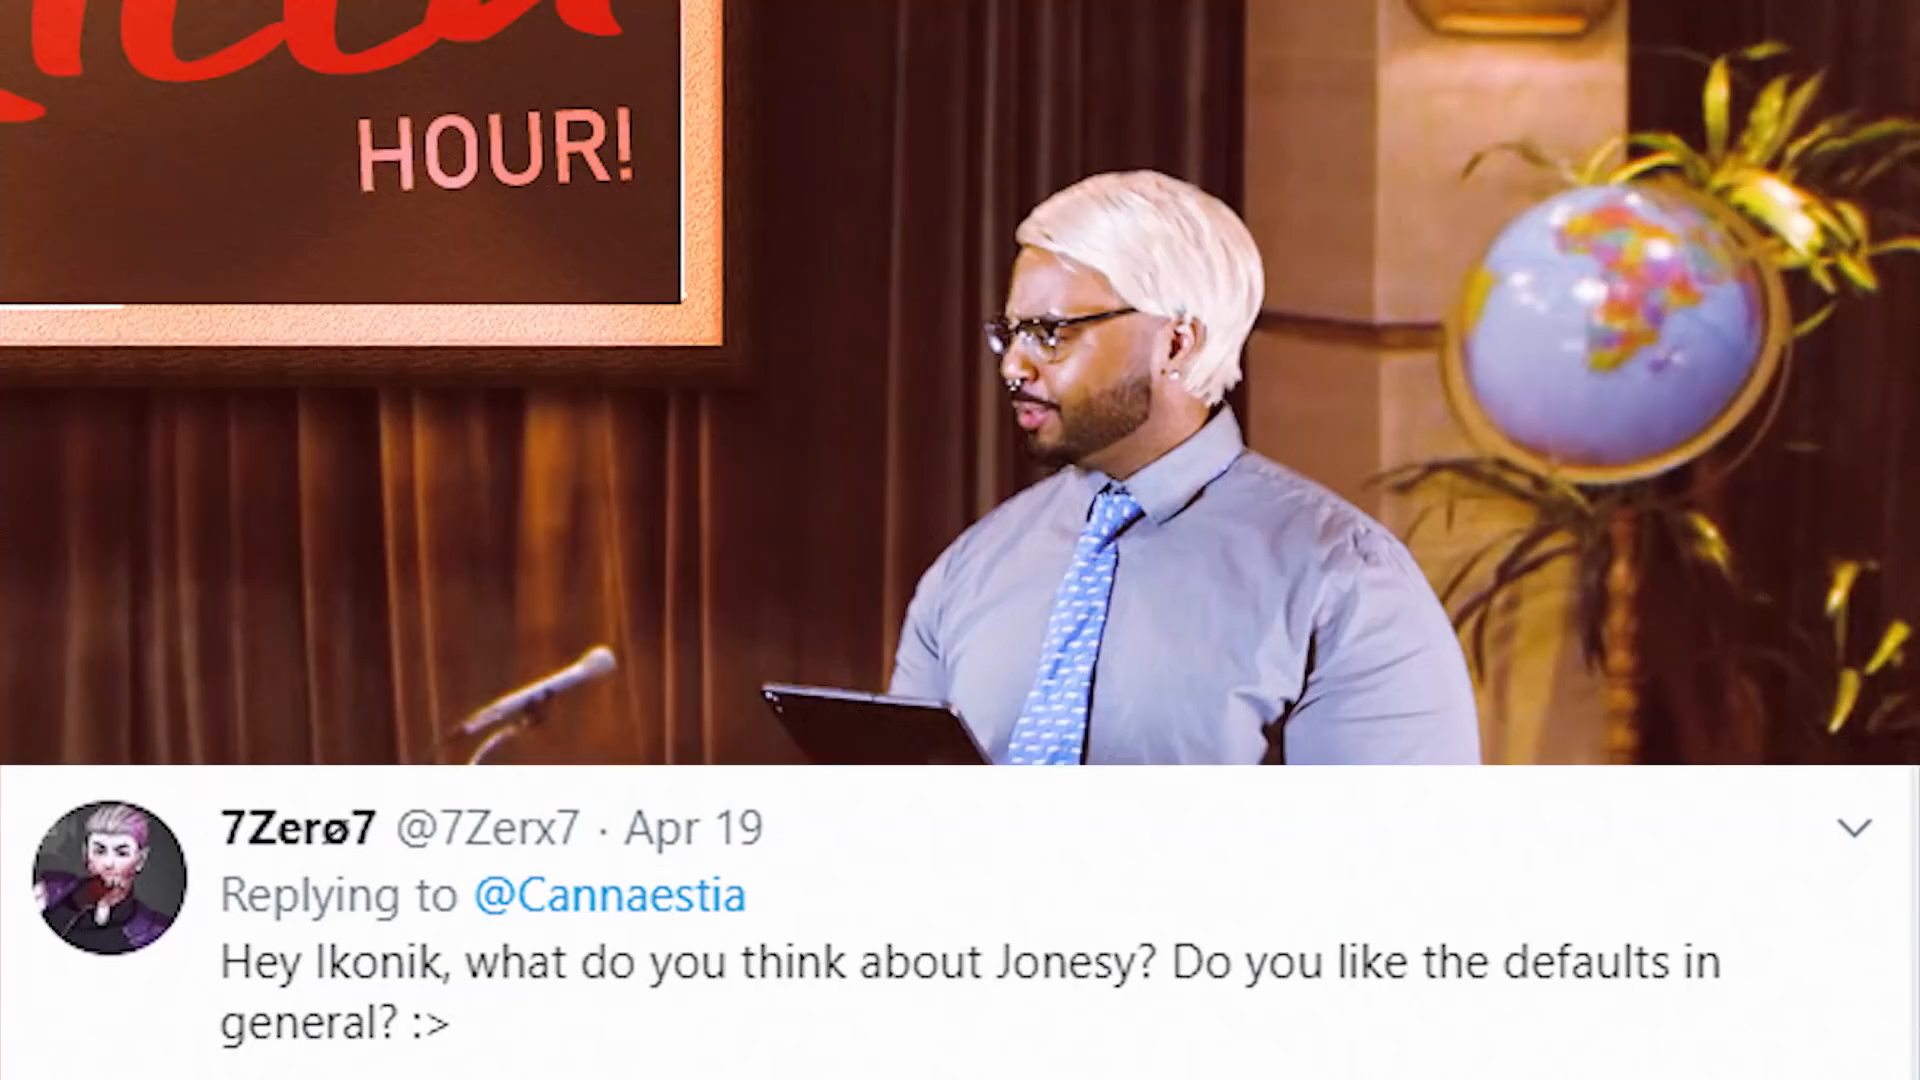 HOUR!
7Zerø7 @7Zerx7 · Apr 19
Replying to @Cannaestia
Hey Ikonik, what do you think about Jonesy? Do you like the defaults in
general? :>